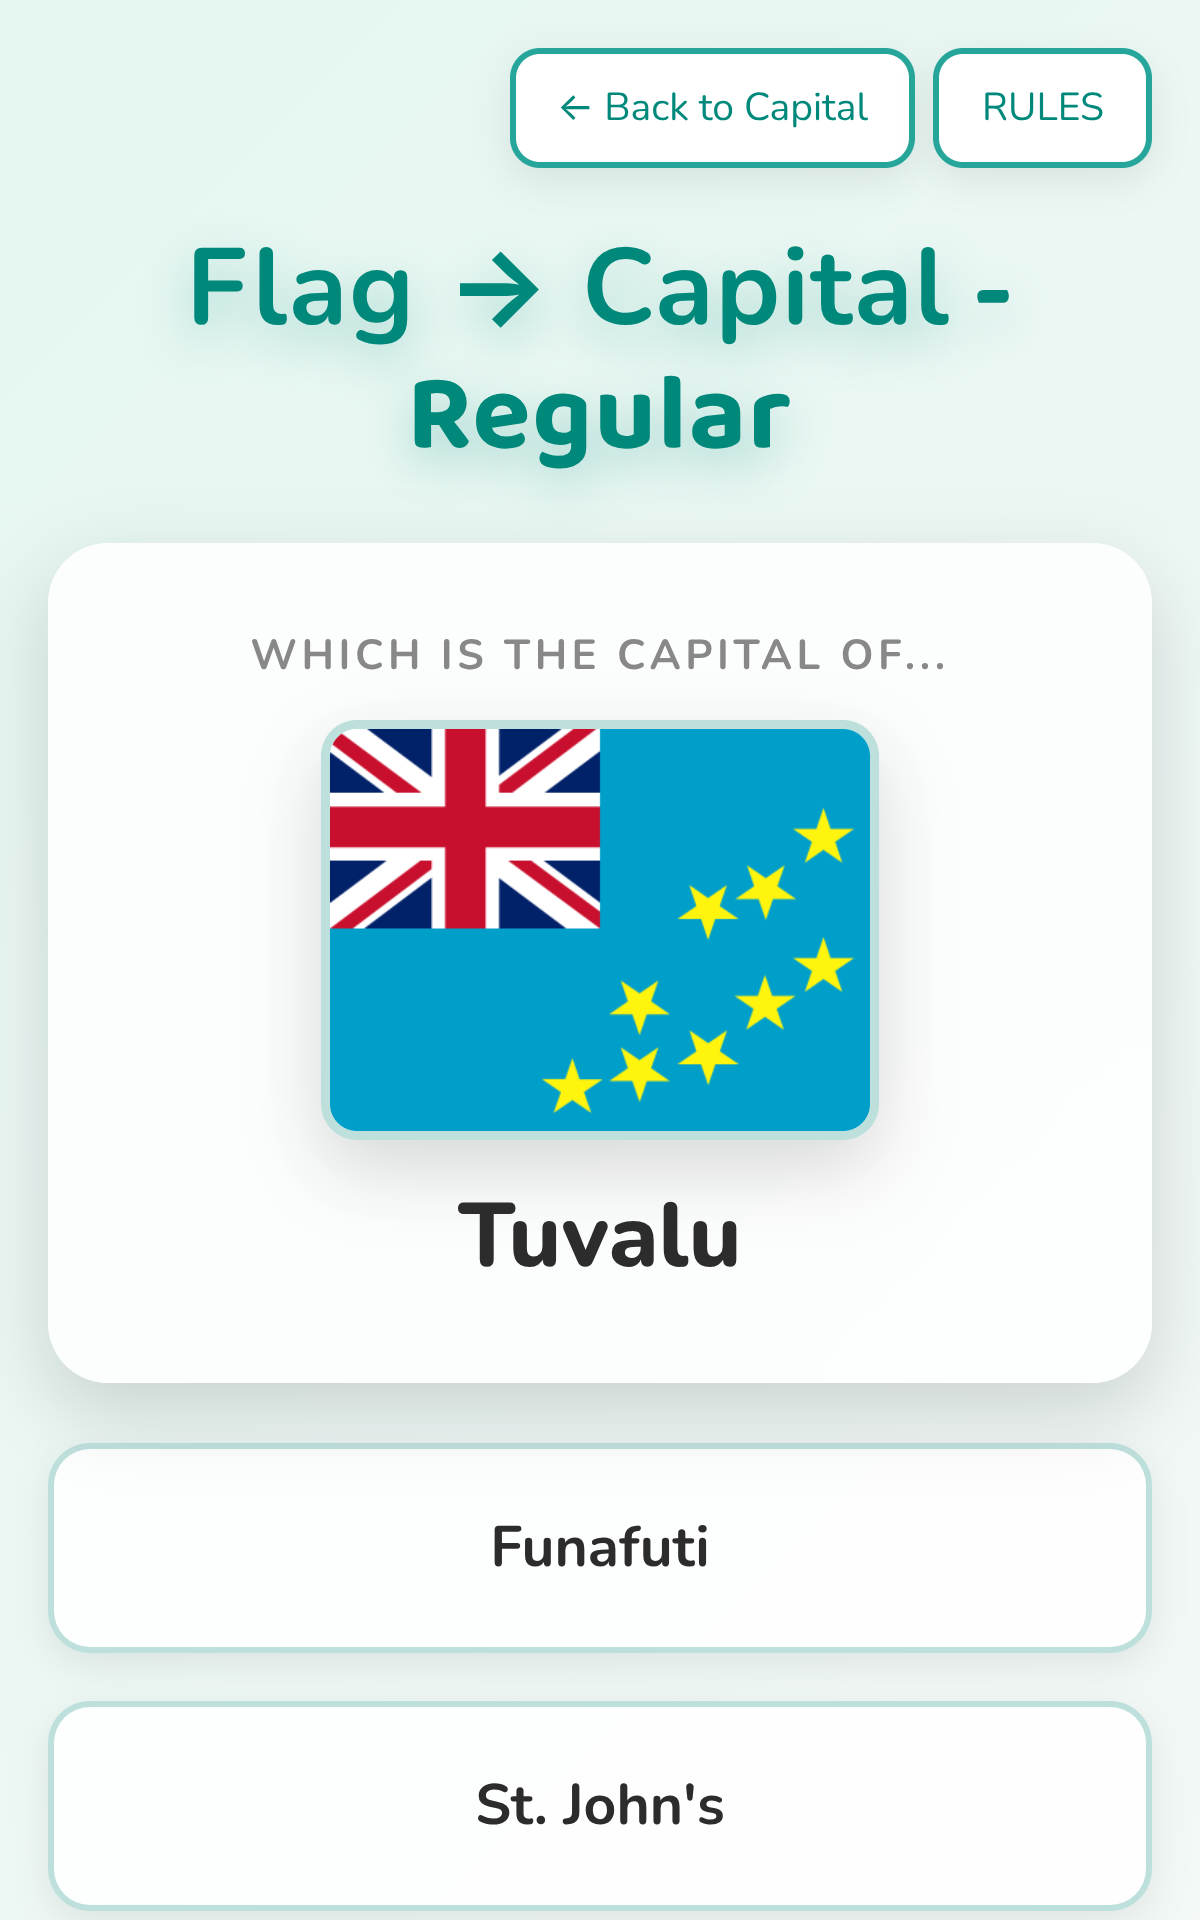 ← Back to Capital
RULES
Flag → Capital -
Regular
WHICH IS THE CAPITAL OF...
Tuvalu
Funafuti
St. John's